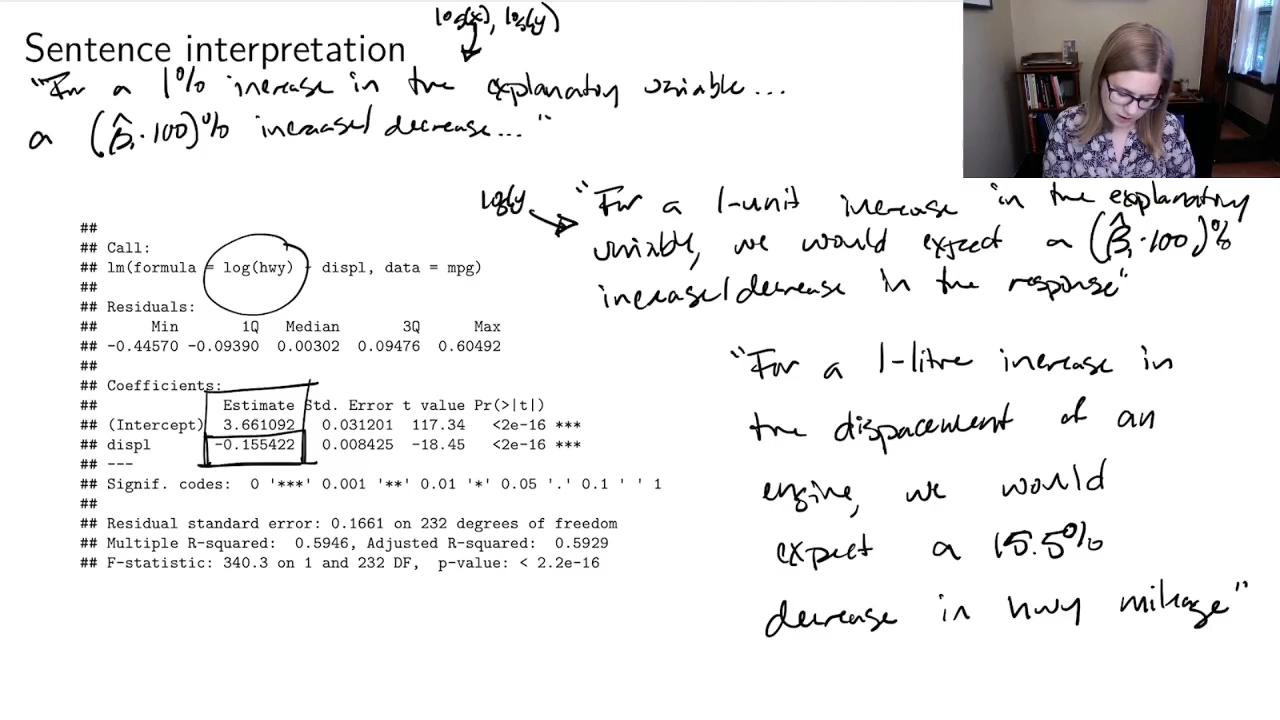 log(x), log(y)
Sentence interpretation
"For a 1% increase in the explanatory variable...
a (β̂₁·100)% increase/decrease..."
log y
"For a 1-unit increase in the explanatory
variable, we would expect a (β̂₁·100)%
increase/decrease in the response"
##
## Call:
## lm(formula = log(hwy) ~ displ, data = mpg)
##
## Residuals:
## Min 1Q Median 3Q Max
## -0.44570 -0.09390 0.00302 0.09476 0.60492
##
## Coefficients:
## Estimate Std. Error t value Pr(>|t|)
## (Intercept) 3.661092 0.031201 117.34 <2e-16 ***
## displ -0.155422 0.008425 -18.45 <2e-16 ***
## ---
## Signif. codes: 0 '***' 0.001 '**' 0.01 '*' 0.05 '.' 0.1 ' ' 1
##
## Residual standard error: 0.1661 on 232 degrees of freedom
## Multiple R-squared: 0.5946, Adjusted R-squared: 0.5929
## F-statistic: 340.3 on 1 and 232 DF, p-value: < 2.2e-16
"For a 1-litre increase in
the dispacement of an
engine, we would
expect a 15.5%
decrease in hwy mileage"